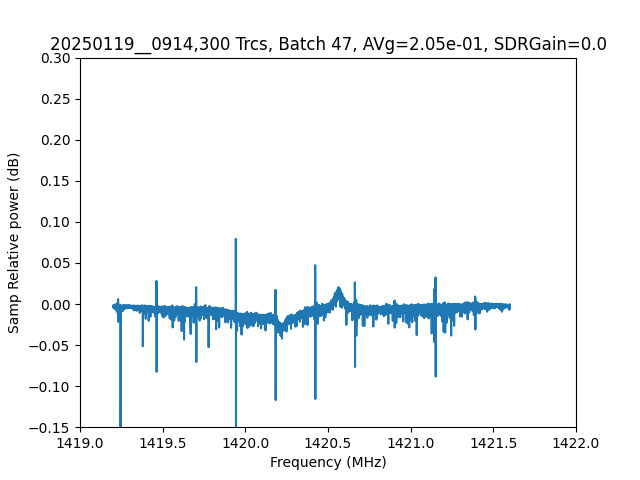 20250119__0914,300 Trcs, Batch 47, AVg=2.05e-01, SDRGain=0.0
0.30
0.25
0.20
0.15
0.10
0.05
0.00
−0.05
−0.10
−0.15
Samp Relative power (dB)
1419.0 1419.5 1420.0 1420.5 1421.0 1421.5 1422.0
Frequency (MHz)